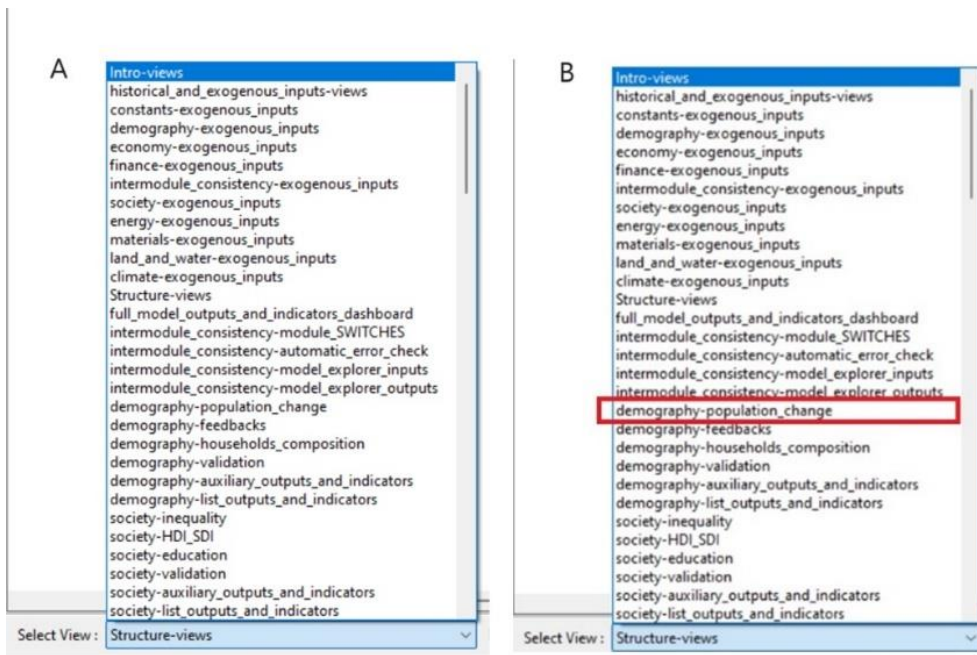 A
Intro-views
historical_and_exogenous_inputs-views
constants-exogenous_inputs
demography-exogenous_inputs
economy-exogenous_inputs
finance-exogenous_inputs
intermodule_consistency-exogenous_inputs
society-exogenous_inputs
energy-exogenous_inputs
materials-exogenous_inputs
land_and_water-exogenous_inputs
climate-exogenous_inputs
Structure-views
full_model_outputs_and_indicators_dashboard
intermodule_consistency-module_SWITCHES
intermodule_consistency-automatic_error_check
intermodule_consistency-model_explorer_inputs
intermodule_consistency-model_explorer_outputs
demography-population_change
demography-feedbacks
demography-households_composition
demography-validation
demography-auxiliary_outputs_and_indicators
demography-list_outputs_and_indicators
society-inequality
society-HDI_SDI
society-education
society-validation
society-auxiliary_outputs_and_indicators
society-list_outputs_and_indicators
Select View : Structure-views
B
Intro-views
historical_and_exogenous_inputs-views
constants-exogenous_inputs
demography-exogenous_inputs
economy-exogenous_inputs
finance-exogenous_inputs
intermodule_consistency-exogenous_inputs
society-exogenous_inputs
energy-exogenous_inputs
materials-exogenous_inputs
land_and_water-exogenous_inputs
climate-exogenous_inputs
Structure-views
full_model_outputs_and_indicators_dashboard
intermodule_consistency-module_SWITCHES
intermodule_consistency-automatic_error_check
intermodule_consistency-model_explorer_inputs
intermodule_consistency-model_explorer_outputs
demography-population_change
demography-feedbacks
demography-households_composition
demography-validation
demography-auxiliary_outputs_and_indicators
demography-list_outputs_and_indicators
society-inequality
society-HDI_SDI
society-education
society-validation
society-auxiliary_outputs_and_indicators
society-list_outputs_and_indicators
Select View : Structure-views